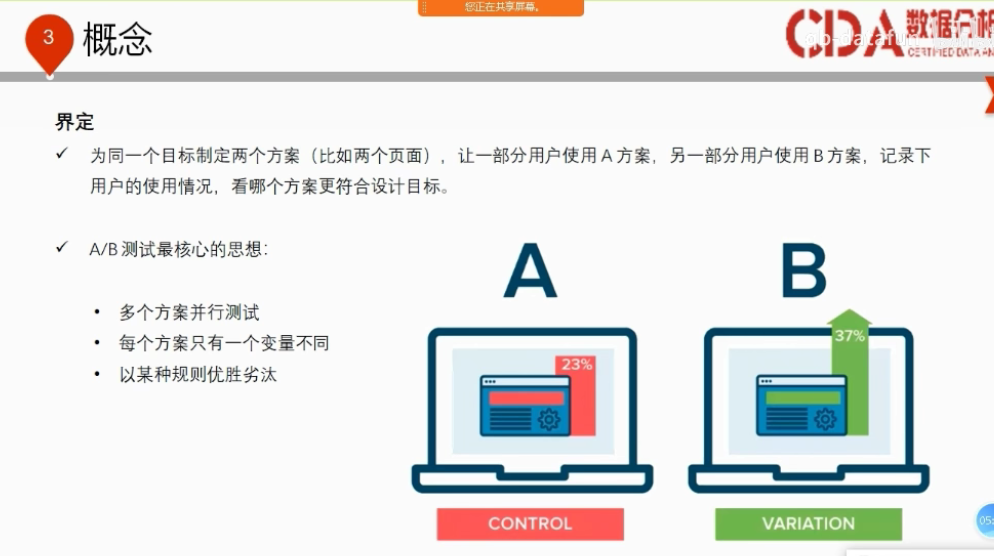 您正在共享屏幕。
3
概念
CDA 数据分析
CERTIFIED DATA AN
界定
✓ 为同一个目标制定两个方案（比如两个页面），让一部分用户使用 A 方案，另一部分用户使用 B 方案，记录下
用户的使用情况，看哪个方案更符合设计目标。
✓ A/B 测试最核心的思想：
• 多个方案并行测试
• 每个方案只有一个变量不同
• 以某种规则优胜劣汰
A
B
23%
37%
CONTROL
VARIATION